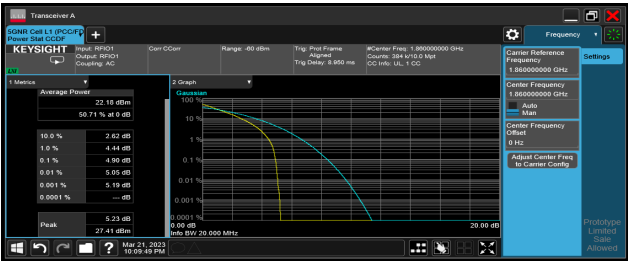 Transceiver A
SGNR Cell L1 (PCC/FD
Power Stat CCDF
Frequency
KEYSIGHT
Input: RFIO1
Output: RFIO1
Coupling: AC
Corr CCorr
Range: -60 dBm
Trig: Prot Frame
Aligned
Trig Delay: 8.950 ms
#Center Freq: 1.860000000 GHz
Counts: 384 k/10.0 Mpt
CC Info: UL, 1 CC
LXI
1 Metrics
Average Power
22.18 dBm
50.71 % at 0 dB
10.0 % 2.62 dB
1.0 % 4.44 dB
0.1 % 4.90 dB
0.01 % 5.05 dB
0.001 % 5.19 dB
0.0001 % --- dB
Peak
5.23 dB
27.41 dBm
2 Graph
Gaussian
100 %
10 %
1 %
0.1 %
0.01 %
0.001 %
0.0001 %
0.00 dB
20.00 dB
Info BW 20.000 MHz
Carrier Reference
Frequency
1.860000000 GHz
Center Frequency
1.860000000 GHz
Auto
Man
Center Frequency
Offset
0 Hz
Adjust Center Freq
to Carrier Config
Settings
Prototype
Limited
Sale
Allowed
Mar 21, 2023
10:09:49 PM